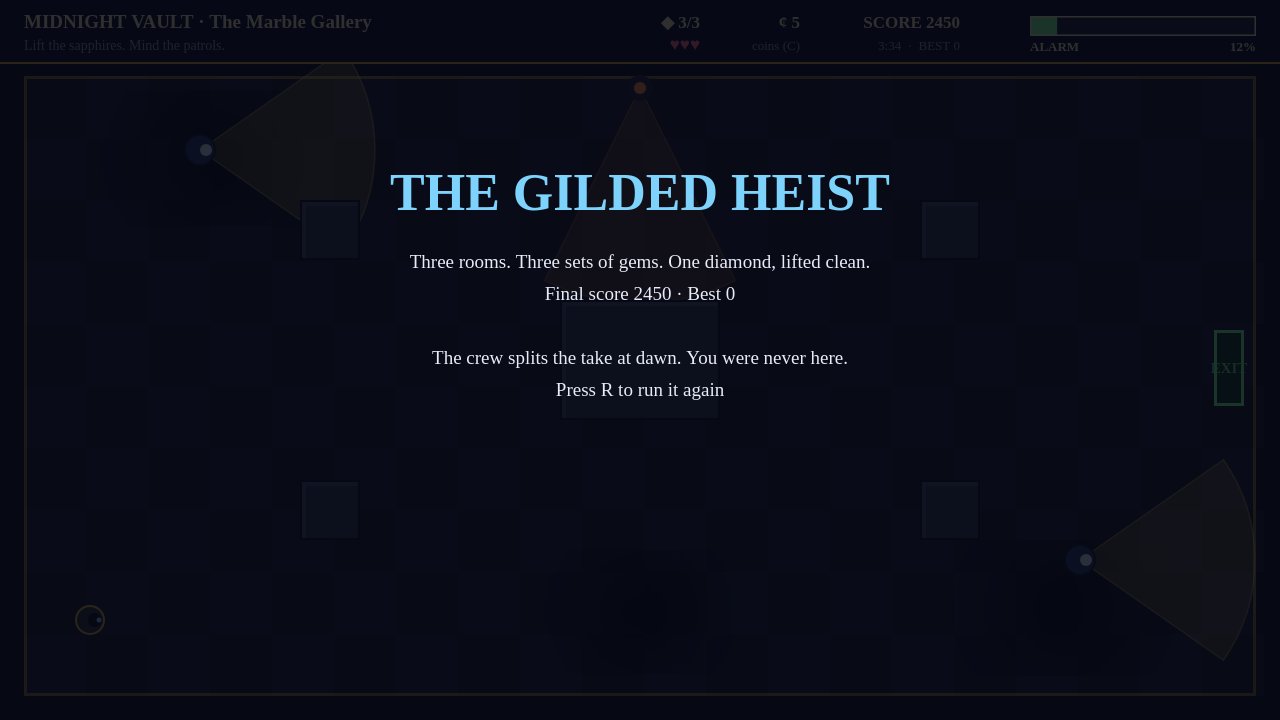 MIDNIGHT VAULT · The Marble Gallery
Lift the sapphires. Mind the patrols.
◆ 3/3
♥♥♥
¢ 5
coins (C)
SCORE 2450
3:34 · BEST 0
ALARM 12%
THE GILDED HEIST
Three rooms. Three sets of gems. One diamond, lifted clean.
Final score 2450 · Best 0
The crew splits the take at dawn. You were never here.
Press R to run it again
EXIT